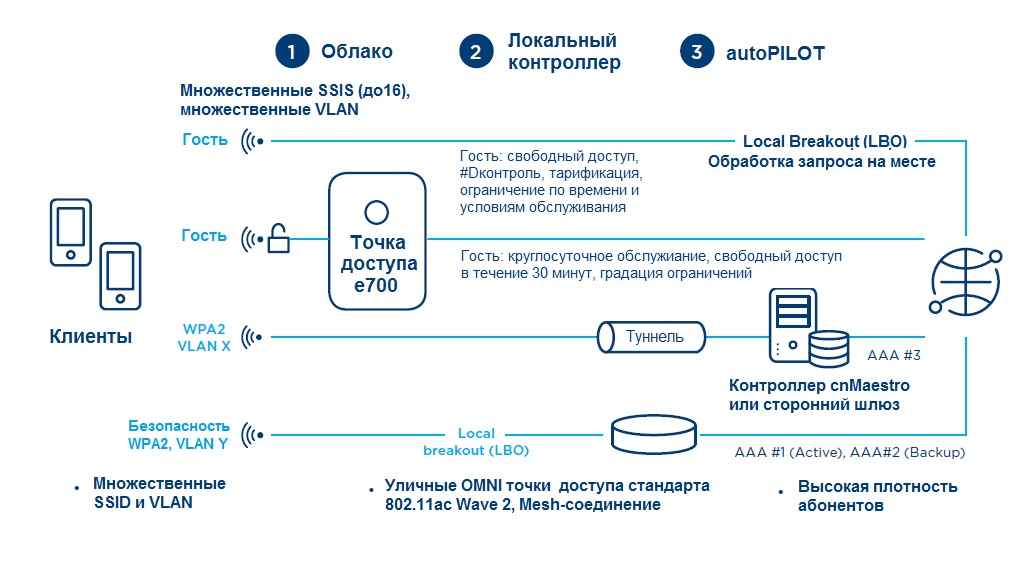 1 Облако
2 Локальный
контроллер
3 autoPILOT
Множественные SSIS (до16),
множественные VLAN
Гость
Local Breakout (LBO)
Обработка запроса на месте
Гость: свободный доступ,
#Dконтроль, тарификация,
ограничение по времени и
условиям обслуживания
Гость
Точка
доступа
e700
Гость: круглосуточное обслужиание, свободный доступ
в течение 30 минут, градация ограничений
Клиенты
WPA2
VLAN X
Туннель
AAA #3
Контроллер cnMaestro
или сторонний шлюз
Безопасность
WPA2, VLAN Y
Local
breakout (LBO)
AAA #1 (Active), AAA#2 (Backup)
• Множественные
SSID и VLAN
• Уличные OMNI точки доступа стандарта
802.11ac Wave 2, Mesh-соединение
• Высокая плотность
абонентов